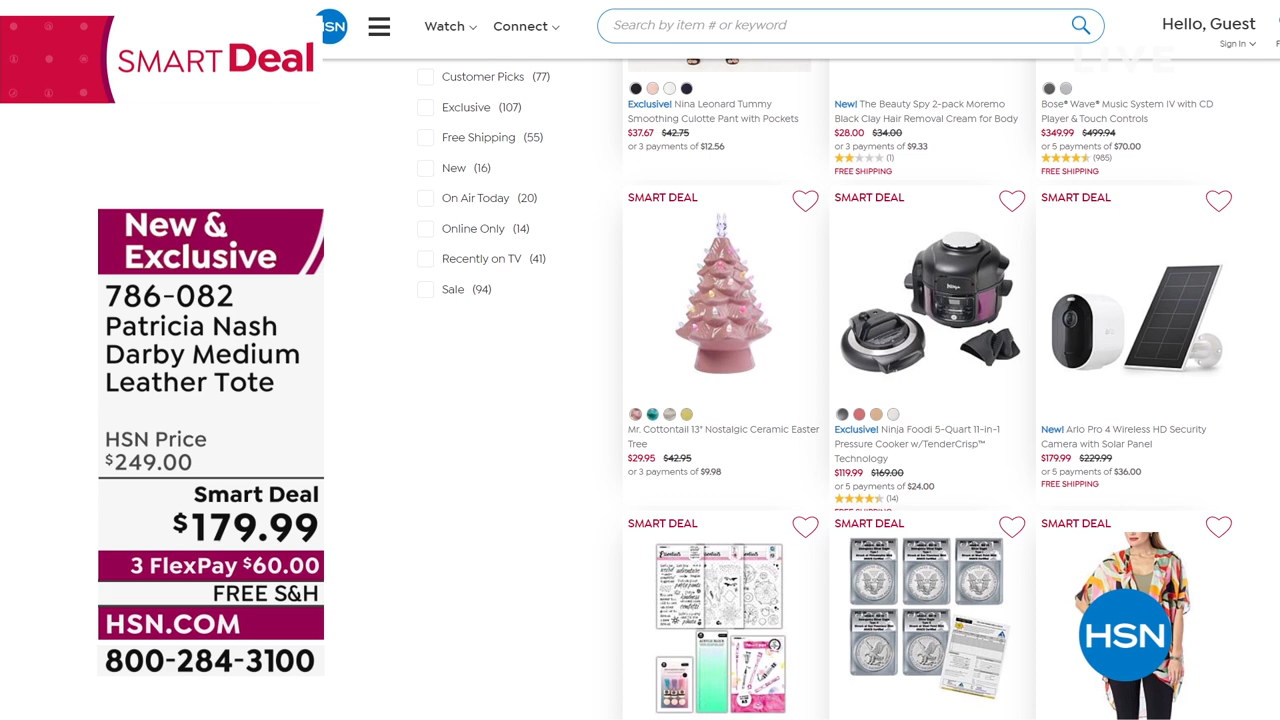 SMART Deal
HSN
Watch
Connect
Search by item # or keyword
Hello, Guest
Sign In
LIVE
Customer Picks (77)
Exclusive (107)
Free Shipping (55)
New (16)
On Air Today (20)
Online Only (14)
Recently on TV (41)
Sale (94)
New &
Exclusive
786-082
Patricia Nash
Darby Medium
Leather Tote
HSN Price
$249.00
Smart Deal
$179.99
3 FlexPay $60.00
FREE S&H
HSN.COM
800-284-3100
Exclusive! Nina Leonard Tummy
Smoothing Culotte Pant with Pockets
$37.67 $42.75
or 3 payments of $12.56
New! The Beauty Spy 2-pack Moremo
Black Clay Hair Removal Cream for Body
$28.00 $34.00
or 3 payments of $9.33
(1)
FREE SHIPPING
Bose® Wave® Music System IV with CD
Player & Touch Controls
$349.99 $499.94
or 5 payments of $70.00
(985)
FREE SHIPPING
SMART DEAL
Mr. Cottontail 13" Nostalgic Ceramic Easter
Tree
$29.95 $42.95
or 3 payments of $9.98
SMART DEAL
Exclusive! Ninja Foodi 5-Quart 11-in-1
Pressure Cooker w/TenderCrisp™
Technology
$119.99 $169.00
or 5 payments of $24.00
(14)
FREE SHIPPING
SMART DEAL
New! Arlo Pro 4 Wireless HD Security
Camera with Solar Panel
$179.99 $229.99
or 5 payments of $36.00
FREE SHIPPING
SMART DEAL
SMART DEAL
SMART DEAL
HSN